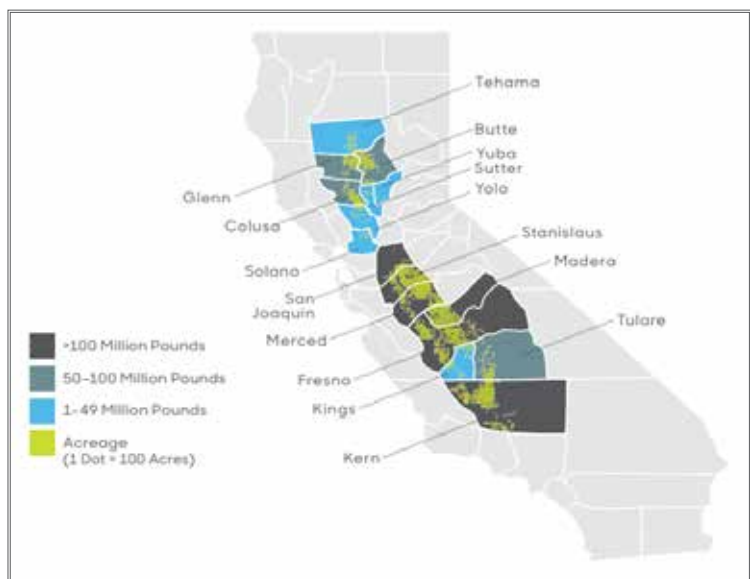 Tehama
Butte
Yuba
Sutter
Yolo
Glenn
Colusa
Stanislaus
Solano
Madera
San
Joaquin
Merced
Tulare
Fresno
Kings
Kern
>100 Million Pounds
50-100 Million Pounds
1-49 Million Pounds
Acreage
(1 Dot = 100 Acres)